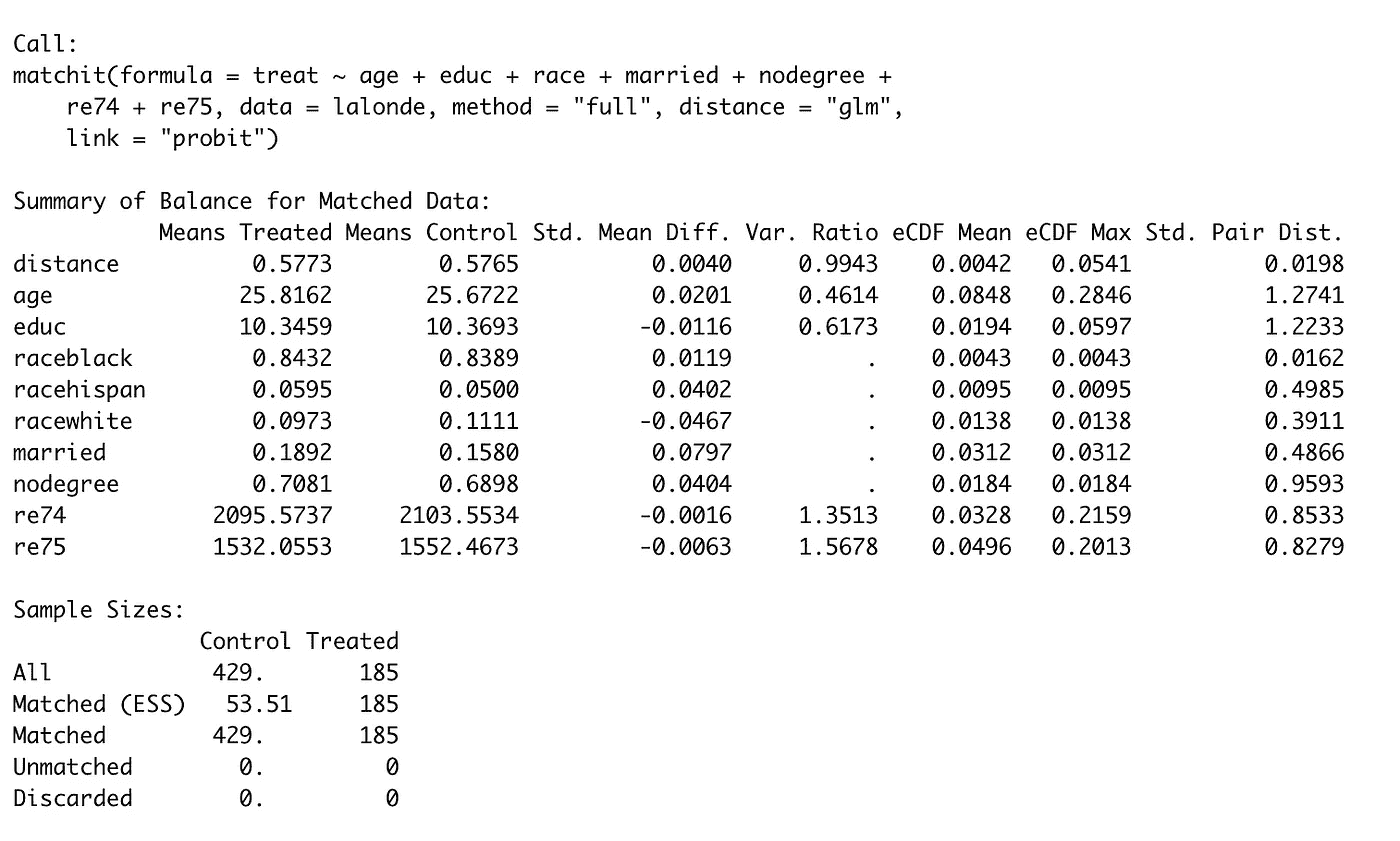 Call:
matchit(formula = treat ~ age + educ + race + married + nodegree +
    re74 + re75, data = lalonde, method = "full", distance = "glm",
    link = "probit")

Summary of Balance for Matched Data:
           Means Treated Means Control Std. Mean Diff. Var. Ratio eCDF Mean eCDF Max Std. Pair Dist.
distance          0.5773        0.5765          0.0040     0.9943    0.0042   0.0541          0.0198
age              25.8162       25.6722          0.0201     0.4614    0.0848   0.2846          1.2741
educ             10.3459       10.3693         -0.0116     0.6173    0.0194   0.0597          1.2233
raceblack         0.8432        0.8389          0.0119          .    0.0043   0.0043          0.0162
racehispan        0.0595        0.0500          0.0402          .    0.0095   0.0095          0.4985
racewhite         0.0973        0.1111         -0.0467          .    0.0138   0.0138          0.3911
married           0.1892        0.1580          0.0797          .    0.0312   0.0312          0.4866
nodegree          0.7081        0.6898          0.0404          .    0.0184   0.0184          0.9593
re74           2095.5737     2103.5534         -0.0016     1.3513    0.0328   0.2159          0.8533
re75           1532.0553     1552.4673         -0.0063     1.5678    0.0496   0.2013          0.8279

Sample Sizes:
              Control Treated
All            429.       185
Matched (ESS)   53.51     185
Matched        429.       185
Unmatched        0.         0
Discarded        0.         0